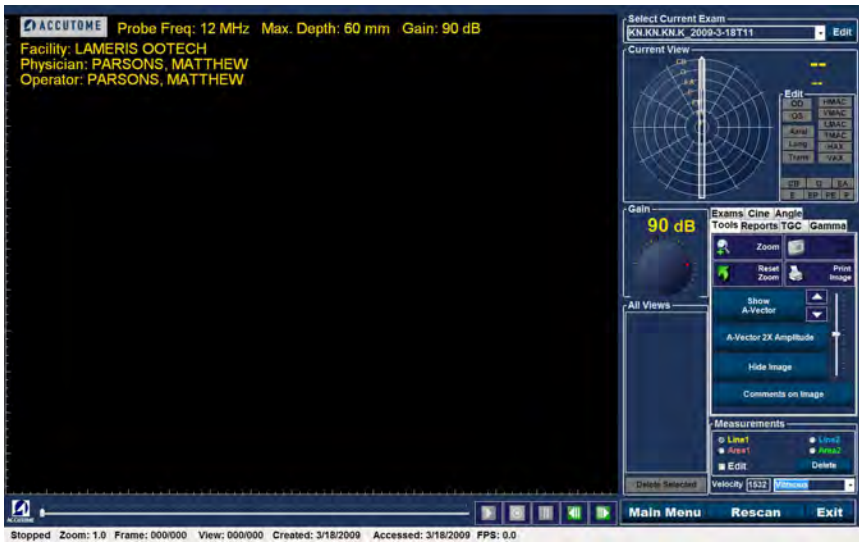 ACCUTOME Probe Freq: 12 MHz Max. Depth: 60 mm Gain: 90 dB
Facility: LAMERIS OOTECH
Physician: PARSONS, MATTHEW
Operator: PARSONS, MATTHEW
Select Current Exam
KN.KN.KN.K_2009-3-18T11 Edit
Current View
--
--
Edit
OD HMAC
OS VMAC
Axial LMAC
TMAC
Long HAX
Trans VAX
C/F O EA
E EP PE P
Gain
90 dB
Exams Cine Angle
Tools Reports TGC Gamma
Zoom
Reset Zoom
Print Image
Show A-Vector
A-Vector 2X Amplitude
Hide Image
Comments on Image
All Views
Delete Selected
Measurements
Line1 Line2
Area1 Area2
Edit Delete
Velocity 1532 Vitreous
ACCUTOME
Main Menu Rescan Exit
Stopped Zoom: 1.0 Frame: 000/000 View: 000/000 Created: 3/18/2009 Accessed: 3/18/2009 FPS: 0.0